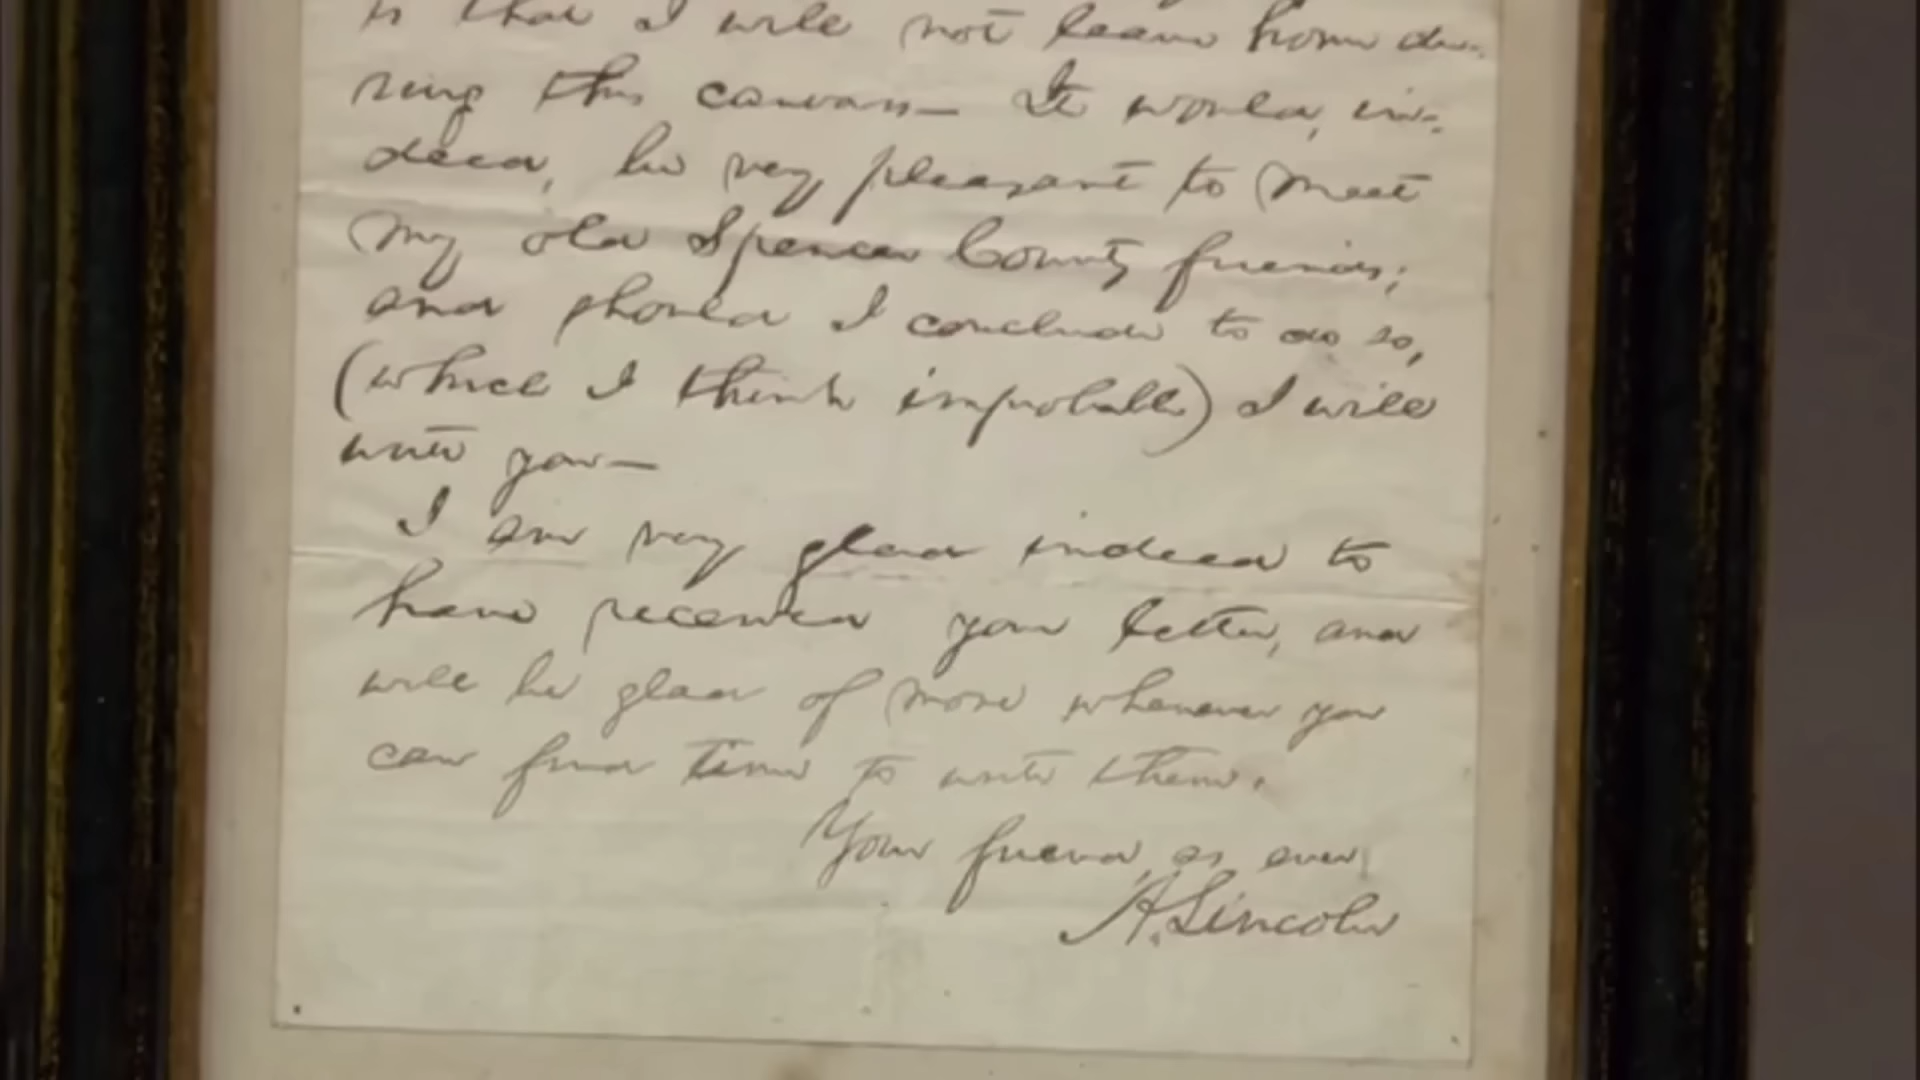 is that I will not leave home du-
ring this canvass— It would, in-
deed, be very pleasant to meet
my old Spencer County friends;
and should I conclude to do so,
(which I think improbable) I will
write you—
I am very glad indeed to
have received your letter, and
will be glad of more whenever you
can find time to write them.
Your friend, as ever
A. Lincoln